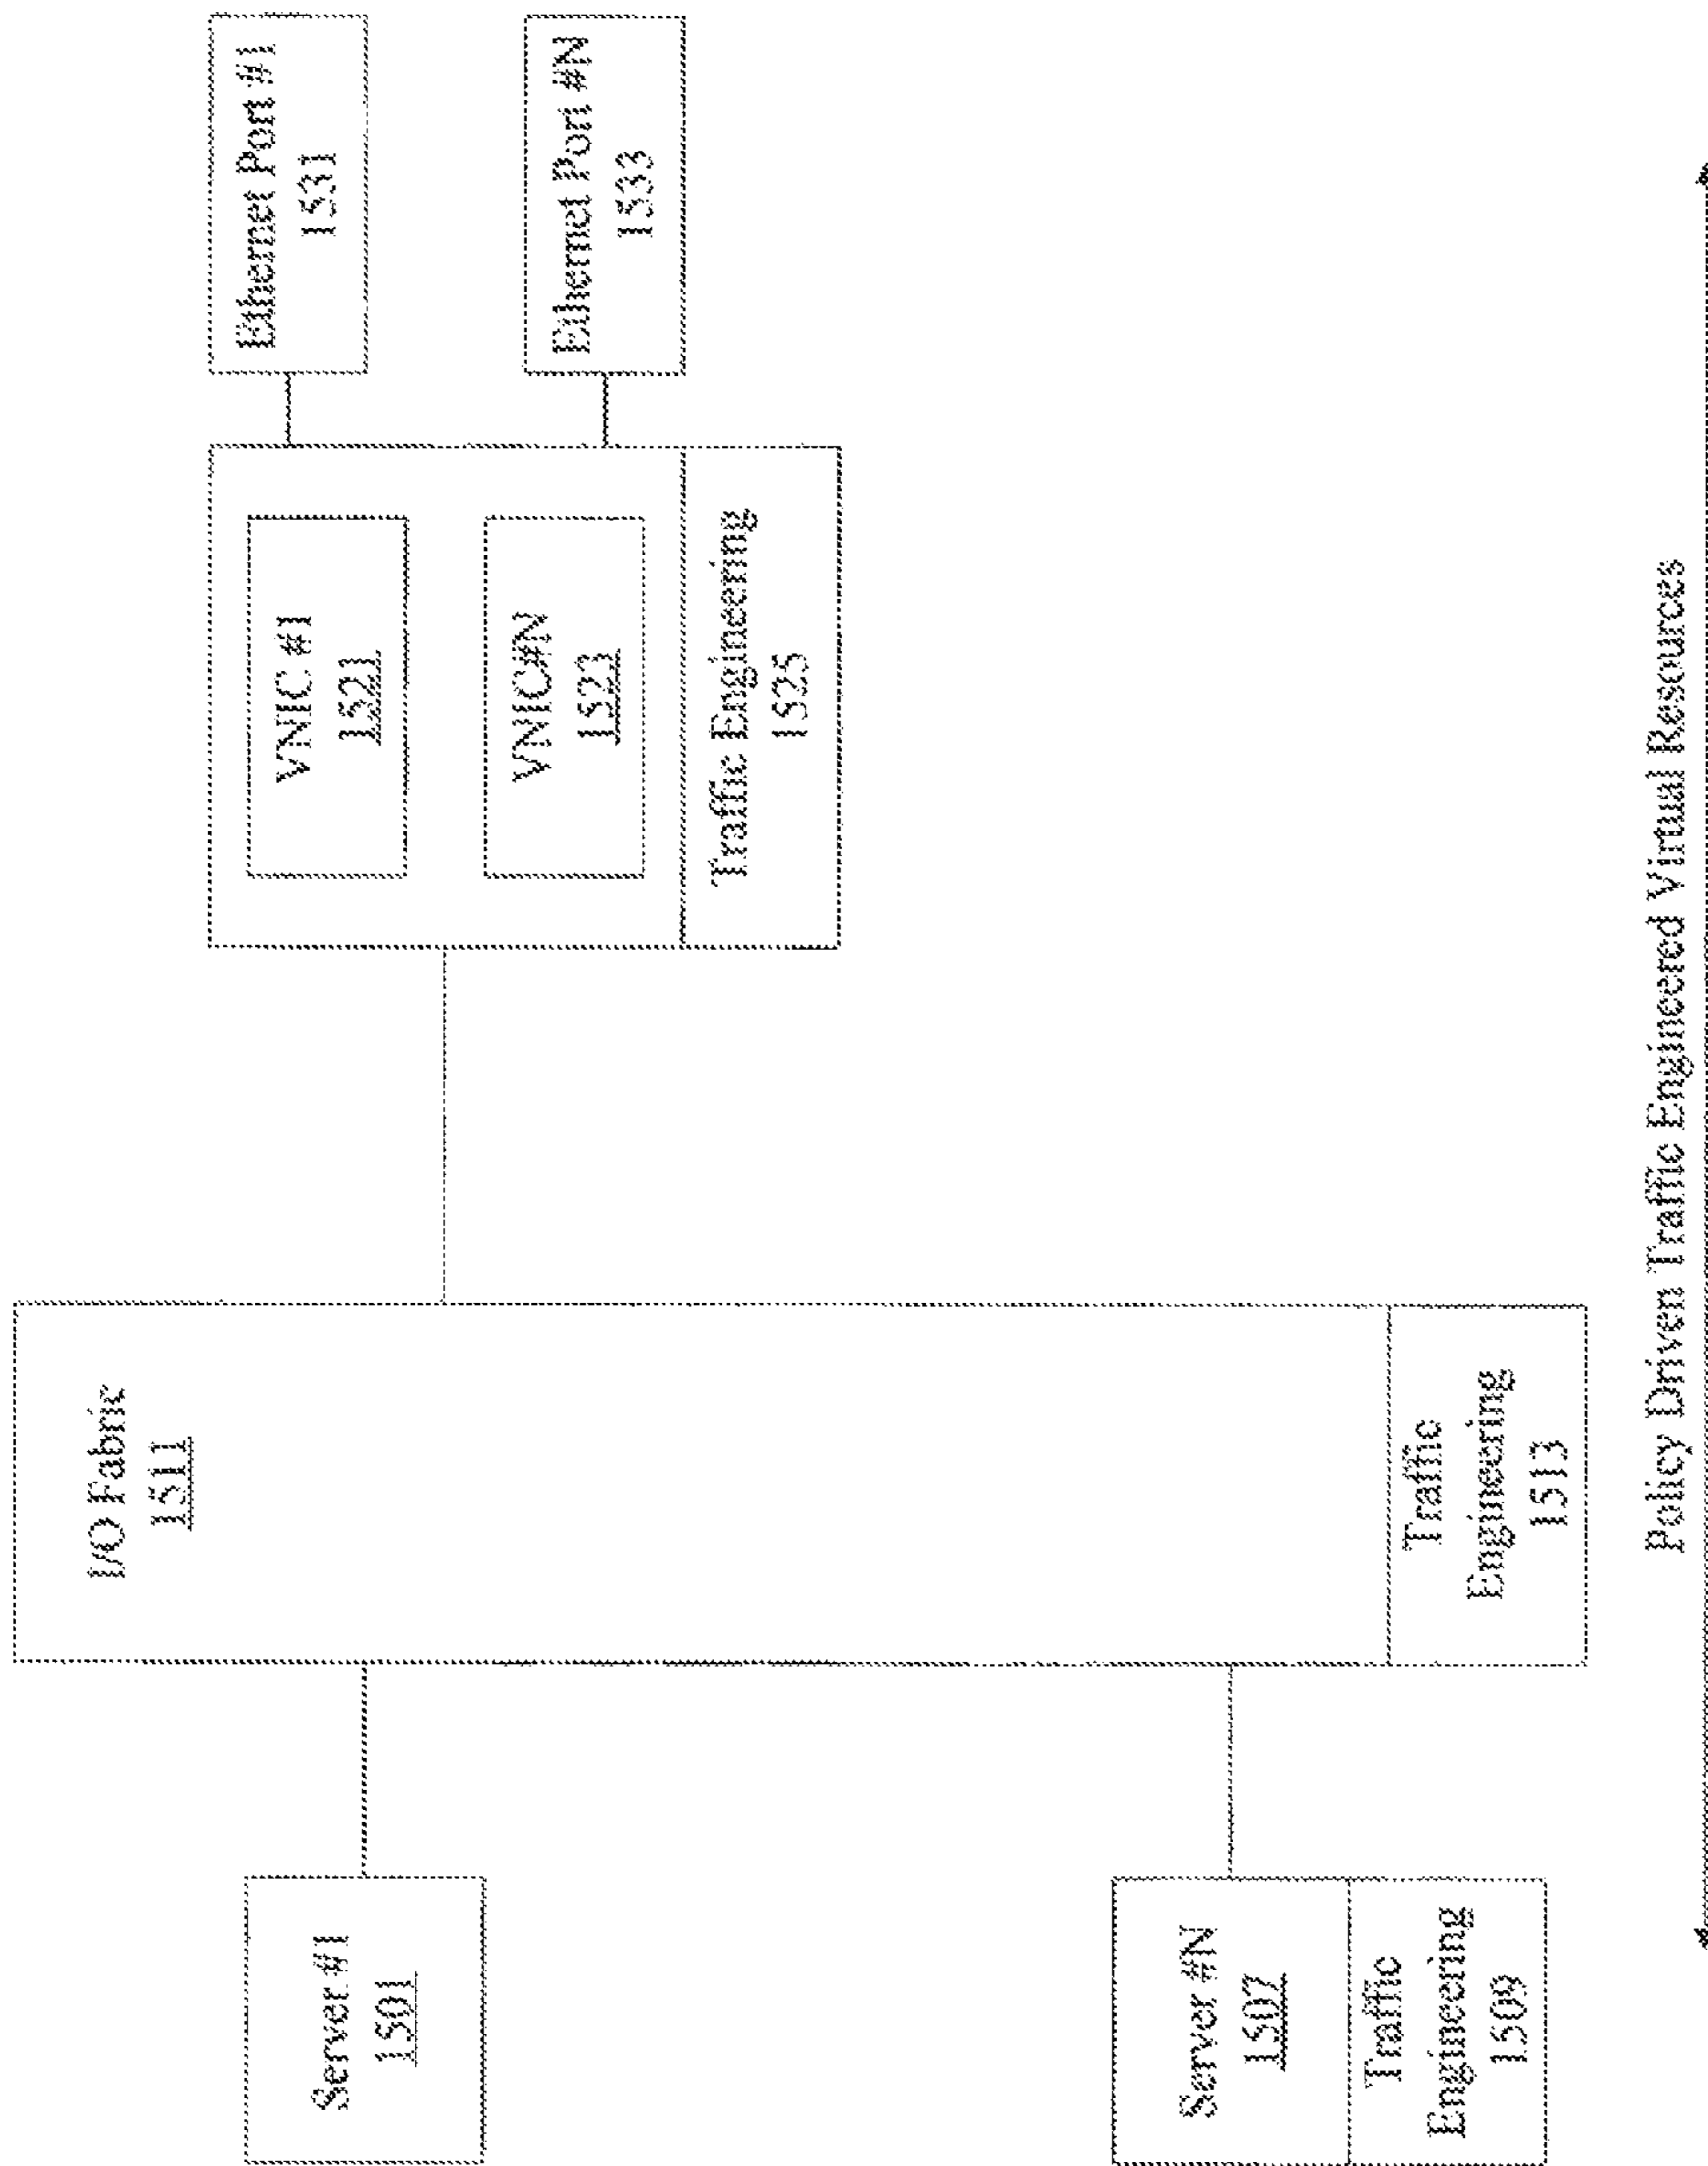 Server #1
1501
Server #N
1507
Traffic
Engineering
1509
I/O Fabric
1511
Traffic
Engineering
1513
VNIC #1
1521
VNIC#N
1523
Traffic Engineering
1525
Ethernet Port #1
1531
Ethernet Port #N
1533
Policy Driven Traffic Engineered Virtual Resources